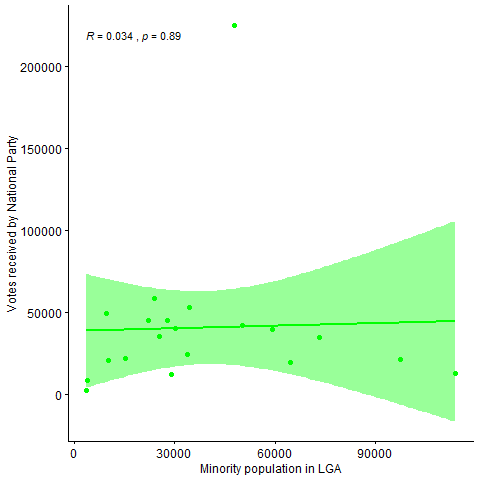 R = 0.034 , p = 0.89
200000
150000
100000
50000
0
Votes received by National Party
0 30000 60000 90000
Minority population in LGA